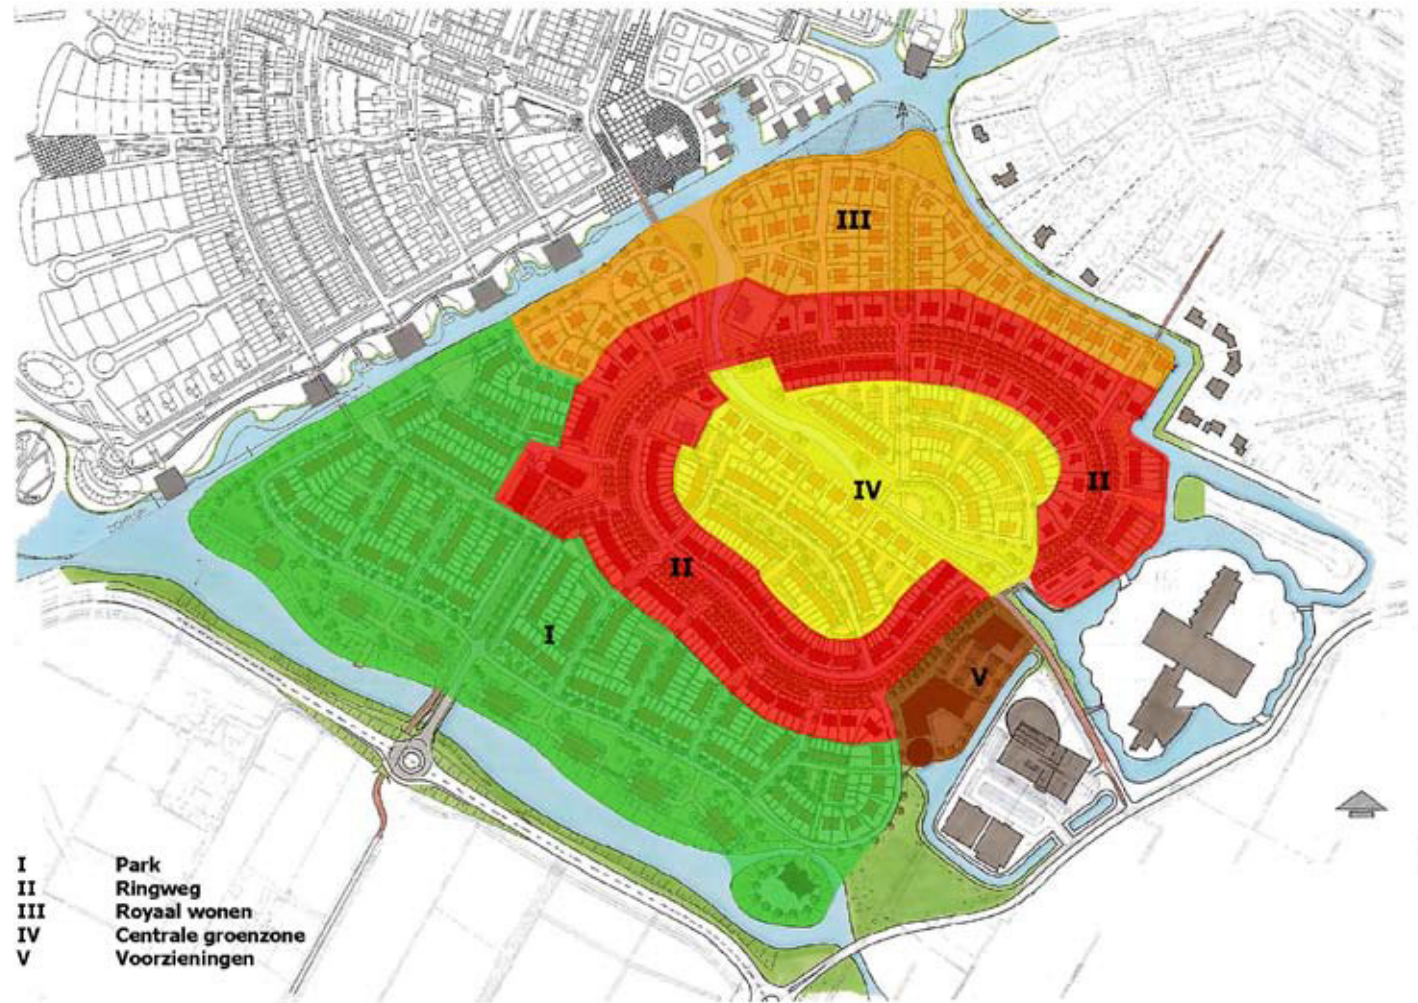 III
IV
II
II
I
V
I Park
II Ringweg
III Royaal wonen
IV Centrale groenzone
V Voorzieningen